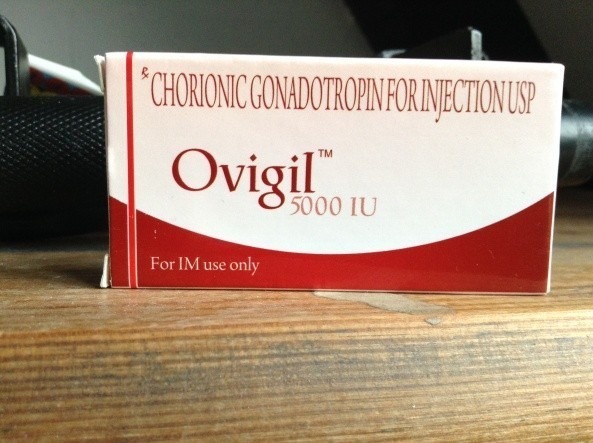 ℞ CHORIONIC GONADOTROPIN FOR INJECTION USP
Ovigil™
5000 IU
For IM use only